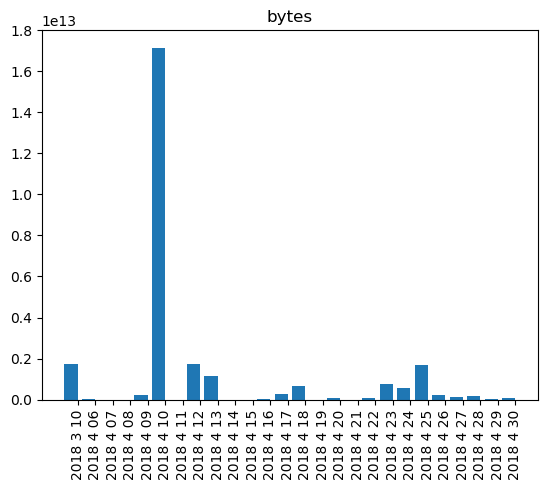 bytes
1e13
1.8
1.6
1.4
1.2
1.0
0.8
0.6
0.4
0.2
0.0
2018 3 10
2018 4 06
2018 4 07
2018 4 08
2018 4 09
2018 4 10
2018 4 11
2018 4 12
2018 4 13
2018 4 14
2018 4 15
2018 4 16
2018 4 17
2018 4 18
2018 4 19
2018 4 20
2018 4 21
2018 4 22
2018 4 23
2018 4 24
2018 4 25
2018 4 26
2018 4 27
2018 4 28
2018 4 29
2018 4 30